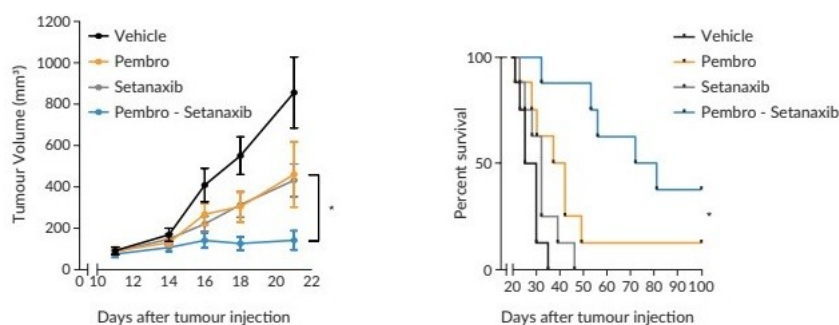 1200
1000
800
600
400
200
0
Tumour Volume (mm³)
Vehicle
Pembro
Setanaxib
Pembro - Setanaxib
*
0 10 12 14 16 18 20 22
Days after tumour injection
100
50
0
Percent survival
Vehicle
Pembro
Setanaxib
Pembro - Setanaxib
*
20 30 40 50 60 70 80 90 100
Days after tumour injection